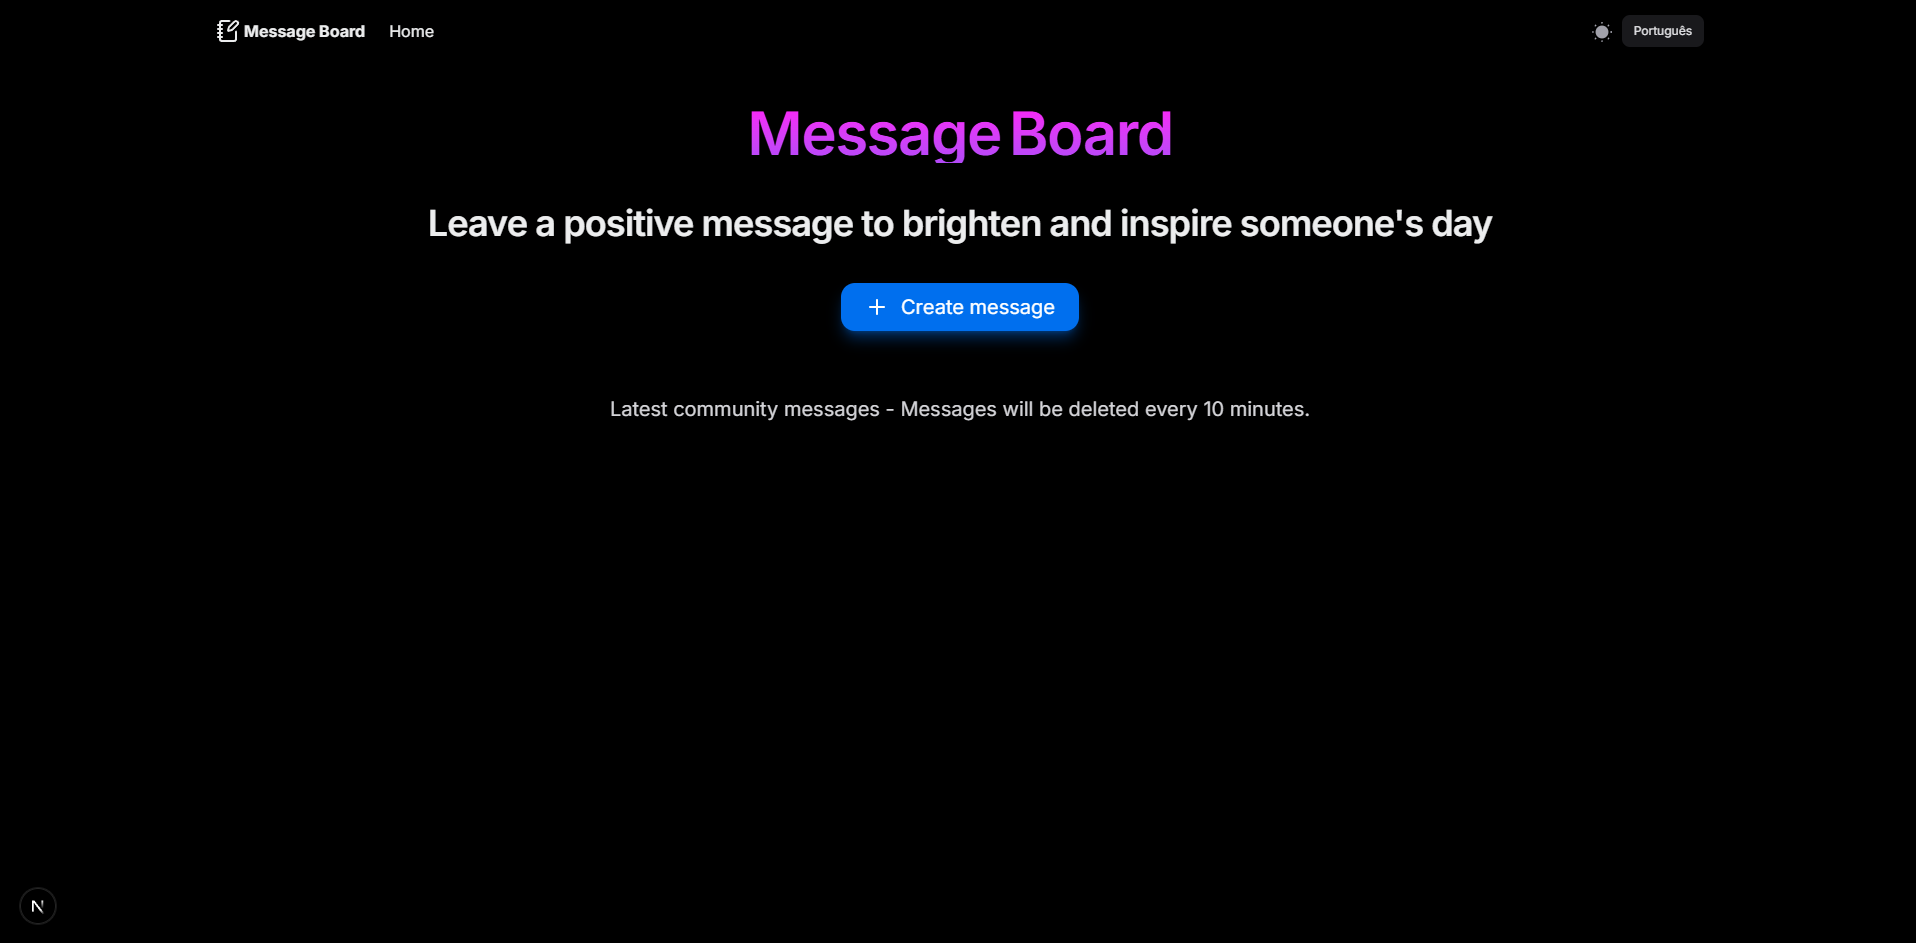 Message Board
Home
Português
Message Board
Leave a positive message to brighten and inspire someone's day
Create message
Latest community messages - Messages will be deleted every 10 minutes.
N